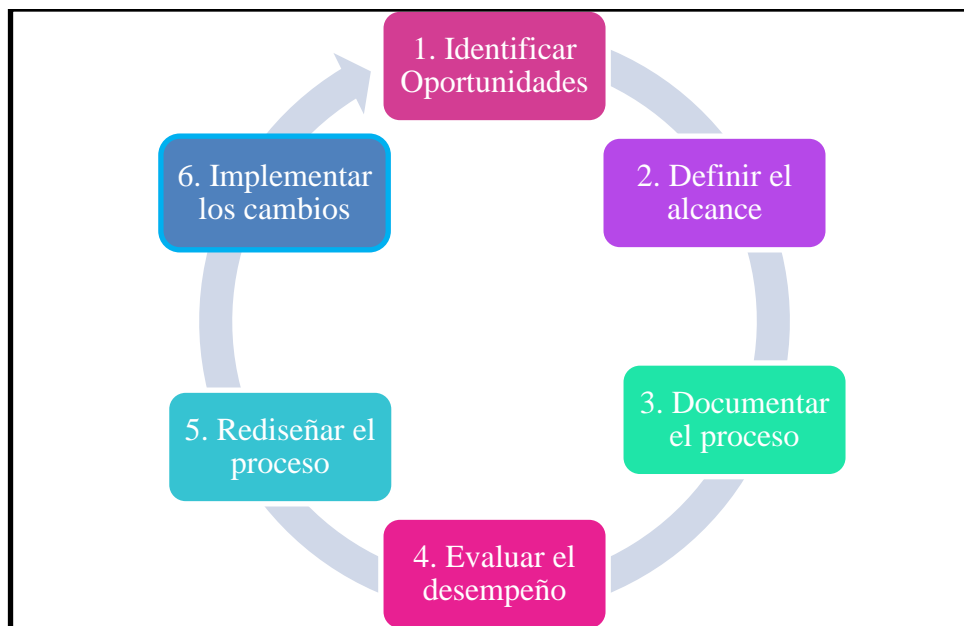 1. Identificar
Oportunidades
2. Definir el
alcance
3. Documentar
el proceso
4. Evaluar el
desempeño
5. Rediseñar el
proceso
6. Implementar
los cambios